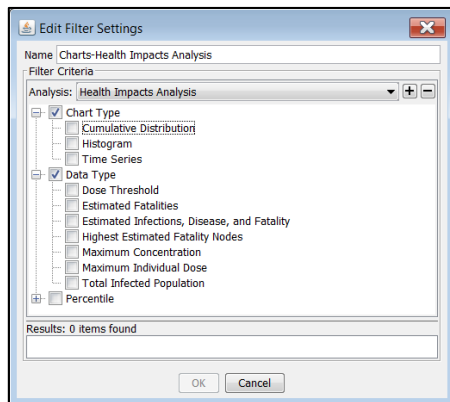 Edit Filter Settings
Name Charts-Health Impacts Analysis
Filter Criteria
Analysis: Health Impacts Analysis
Chart Type
Cumulative Distribution
Histogram
Time Series
Data Type
Dose Threshold
Estimated Fatalities
Estimated Infections, Disease, and Fatality
Highest Estimated Fatality Nodes
Maximum Concentration
Maximum Individual Dose
Total Infected Population
Percentile
Results: 0 items found
OK Cancel